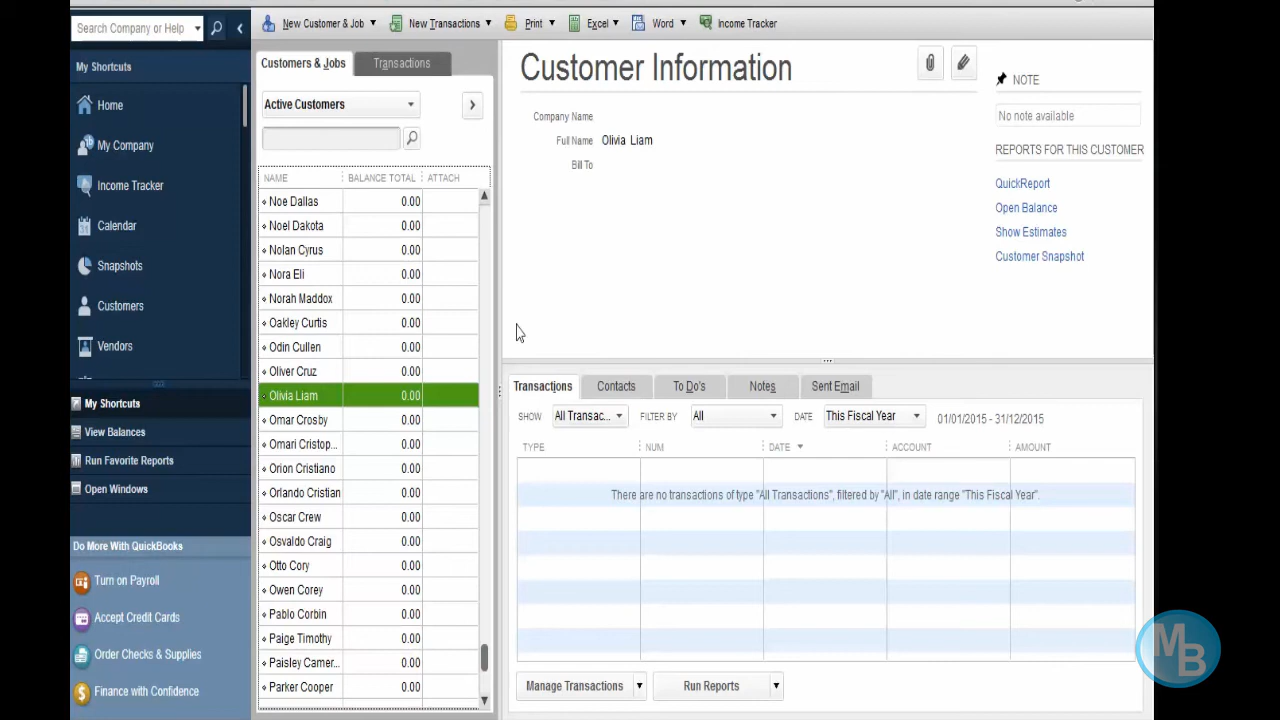 New Customer & Job
New Transactions
Print
Excel
Word
Income Tracker
Search Company or Help
My Shortcuts
Home
My Company
Income Tracker
Calendar
Snapshots
Customers
Vendors
My Shortcuts
View Balances
Run Favorite Reports
Open Windows
Do More With QuickBooks
Turn on Payroll
Accept Credit Cards
Order Checks & Supplies
Finance with Confidence
Customers & Jobs
Transactions
Active Customers
NAME BALANCE TOTAL ATTACH
Noe Dallas 0.00
Noel Dakota 0.00
Nolan Cyrus 0.00
Nora Eli 0.00
Norah Maddox 0.00
Oakley Curtis 0.00
Odin Cullen 0.00
Oliver Cruz 0.00
Olivia Liam 0.00
Omar Crosby 0.00
Omari Cristop... 0.00
Orion Cristiano 0.00
Orlando Cristian 0.00
Oscar Crew 0.00
Osvaldo Craig 0.00
Otto Cory 0.00
Owen Corey 0.00
Pablo Corbin 0.00
Paige Timothy 0.00
Paisley Camer... 0.00
Parker Cooper 0.00
Customer Information
Company Name
Full Name Olivia Liam
Bill To
NOTE
No note available
REPORTS FOR THIS CUSTOMER
QuickReport
Open Balance
Show Estimates
Customer Snapshot
Transactions
Contacts
To Do's
Notes
Sent Email
SHOW All Transac... FILTER BY All DATE This Fiscal Year 01/01/2015 - 31/12/2015
TYPE NUM DATE ACCOUNT AMOUNT
There are no transactions of type "All Transactions", filtered by "All", in date range "This Fiscal Year".
Manage Transactions
Run Reports
MB